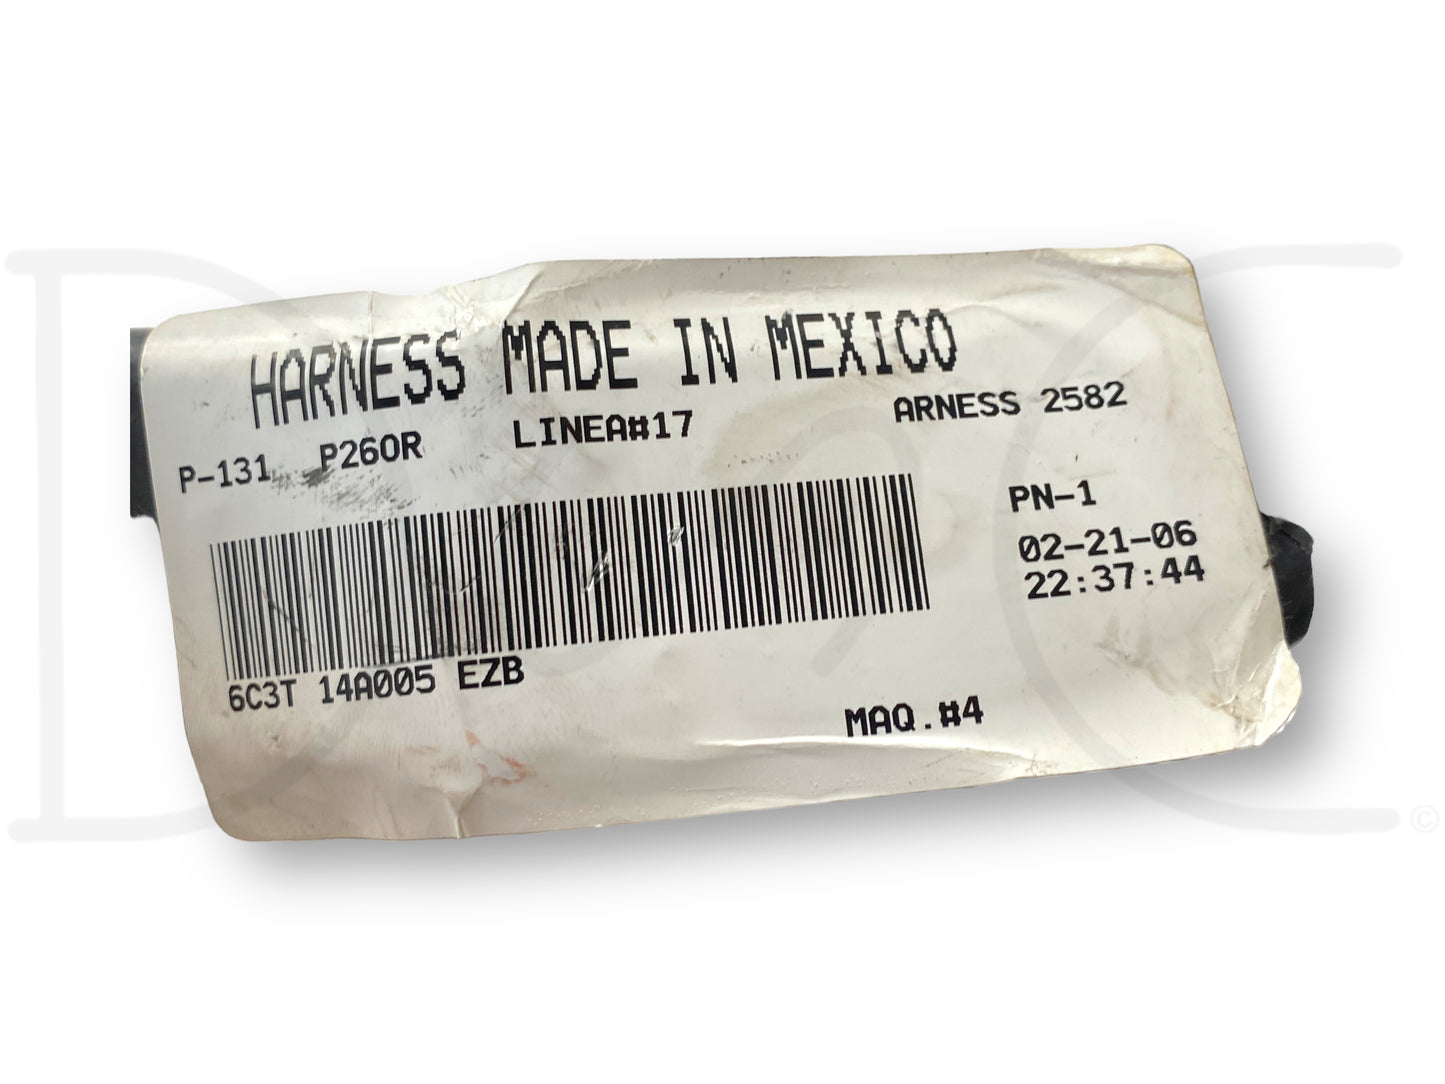 HARNESS MADE IN MEXICO
P-131 P260R LINEA#17 ARNESS 2582
PN-1
02-21-06
22:37:44
6C3T 14A005 EZB
MAQ.#4
DC©